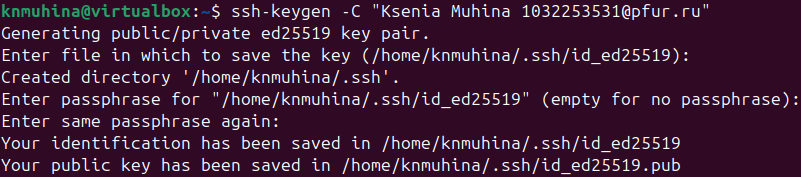 knmuhina@virtualbox:~$ ssh-keygen -C "Ksenia Muhina 1032253531@pfur.ru"
Generating public/private ed25519 key pair.
Enter file in which to save the key (/home/knmuhina/.ssh/id_ed25519):
Created directory '/home/knmuhina/.ssh'.
Enter passphrase for "/home/knmuhina/.ssh/id_ed25519" (empty for no passphrase):
Enter same passphrase again:
Your identification has been saved in /home/knmuhina/.ssh/id_ed25519
Your public key has been saved in /home/knmuhina/.ssh/id_ed25519.pub